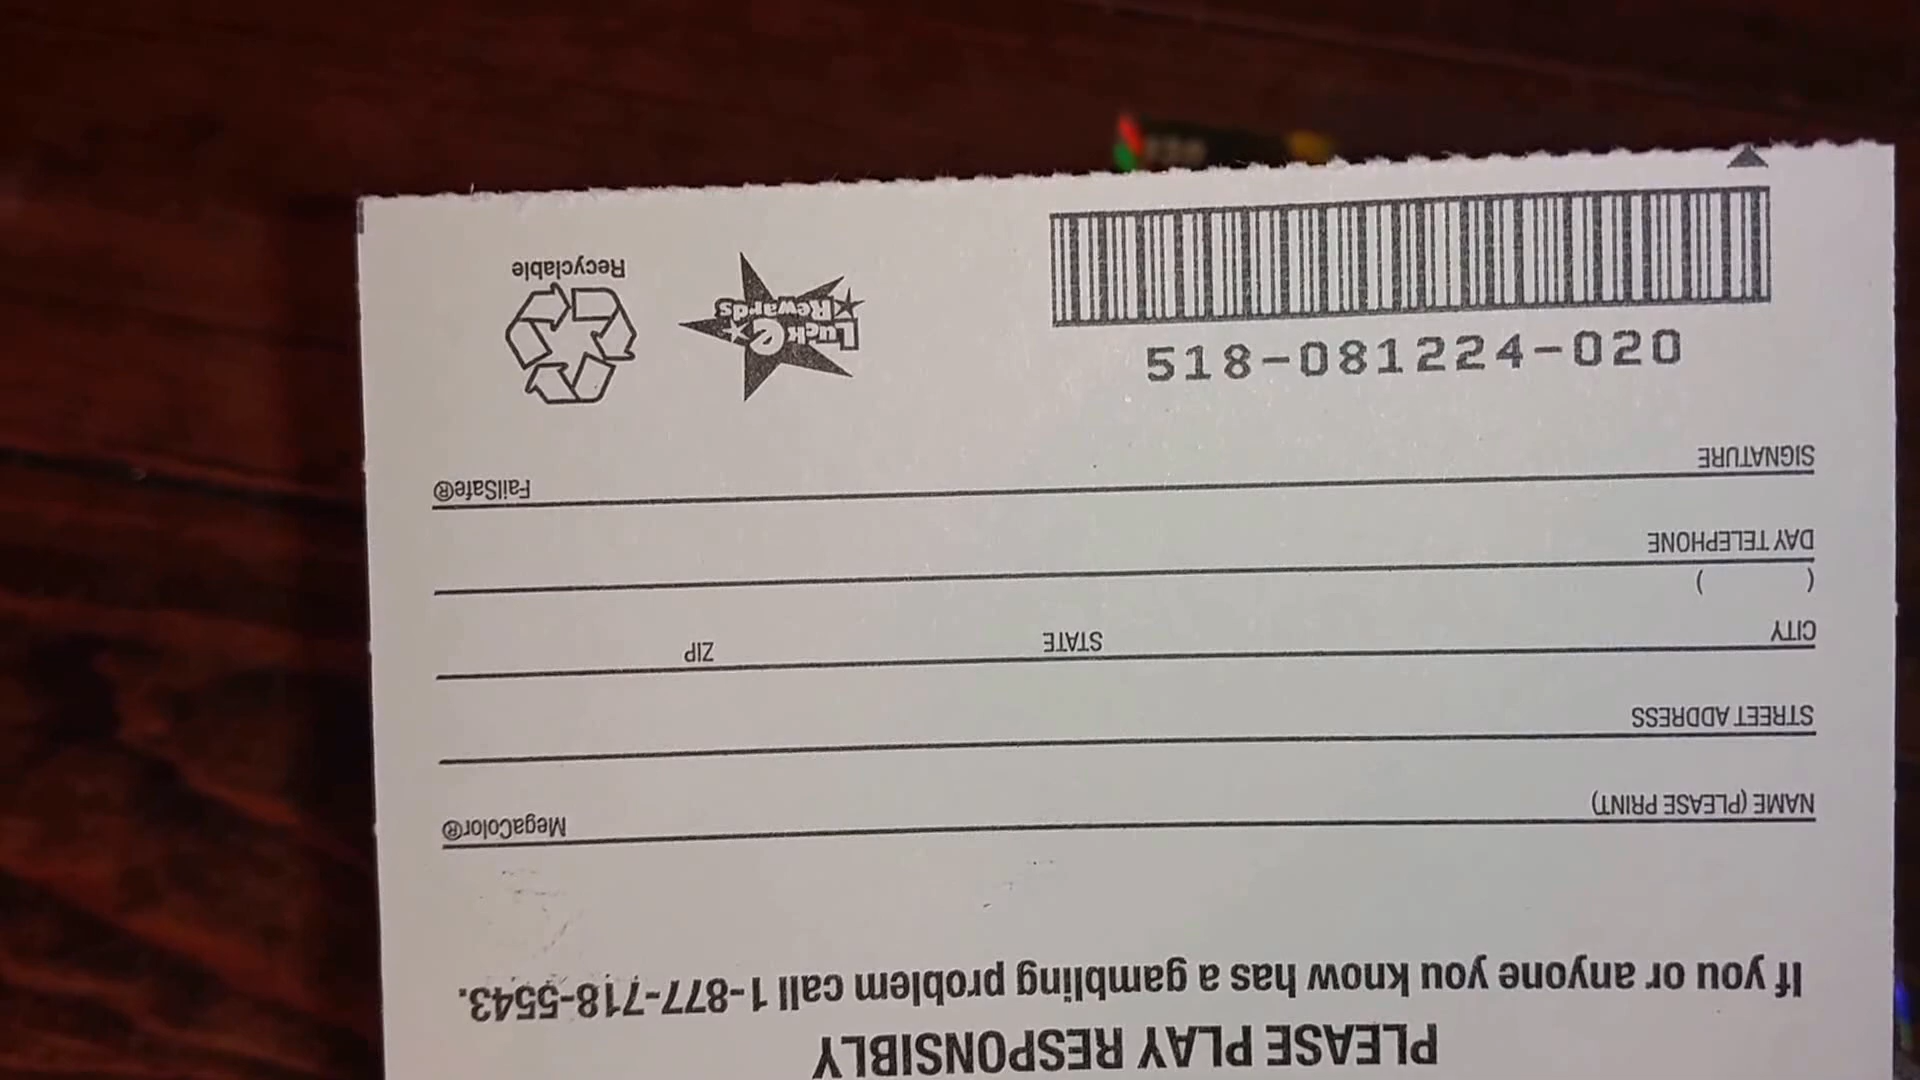 PLEASE PLAY RESPONSIBLY
If you or anyone you know has a gambling problem call 1-877-718-5543.
NAME (PLEASE PRINT) MegaColor®
STREET ADDRESS
CITY STATE ZIP
( )
DAY TELEPHONE
SIGNATURE FailSafe®
518-081224-020
Luck-e
Rewards
Recyclable